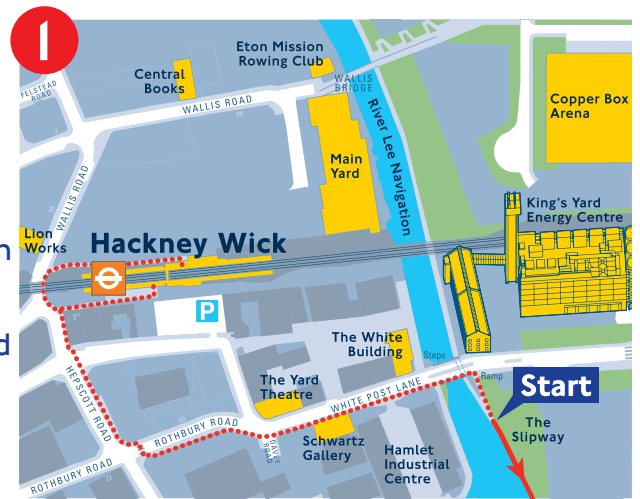 1
Eton Mission
Rowing Club
Central
Books
FELSTEAD
ROAD
WALLIS ROAD
WALLIS
BRIDGE
River Lee Navigation
Copper Box
Arena
Main
Yard
WALLIS ROAD
King's Yard
Energy Centre
Lion
Works
n
Hackney Wick
P
d
The White
Building
Steps
Ramp
Start
HEPSCOTT ROAD
The Yard
Theatre
WHITE POST LANE
The
Slipway
ROTHBURY ROAD
DAVEY
ROAD
Schwartz
Gallery
Hamlet
Industrial
Centre
ROTHBURY ROAD